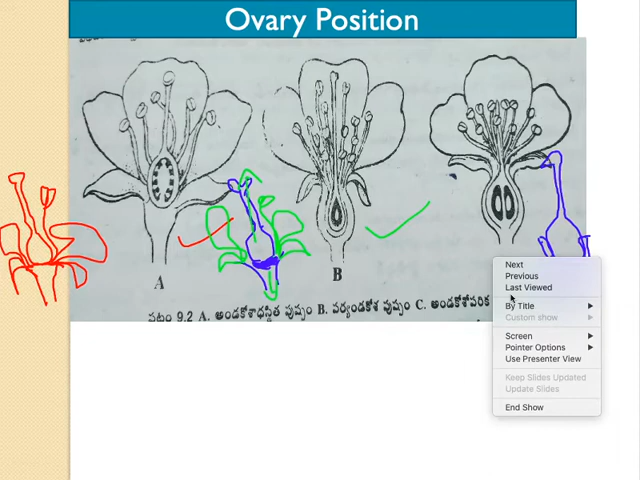 Ovary Position
A
B
పటం 9.2 A. అండకోశాధస్థిత పుష్పం B. పర్యండకోశ పుష్పం C. అండకోశోపరిక
Next
Previous
Last Viewed
By Title
Custom show
Screen
Pointer Options
Use Presenter View
Keep Slides Updated
Update Slides
End Show